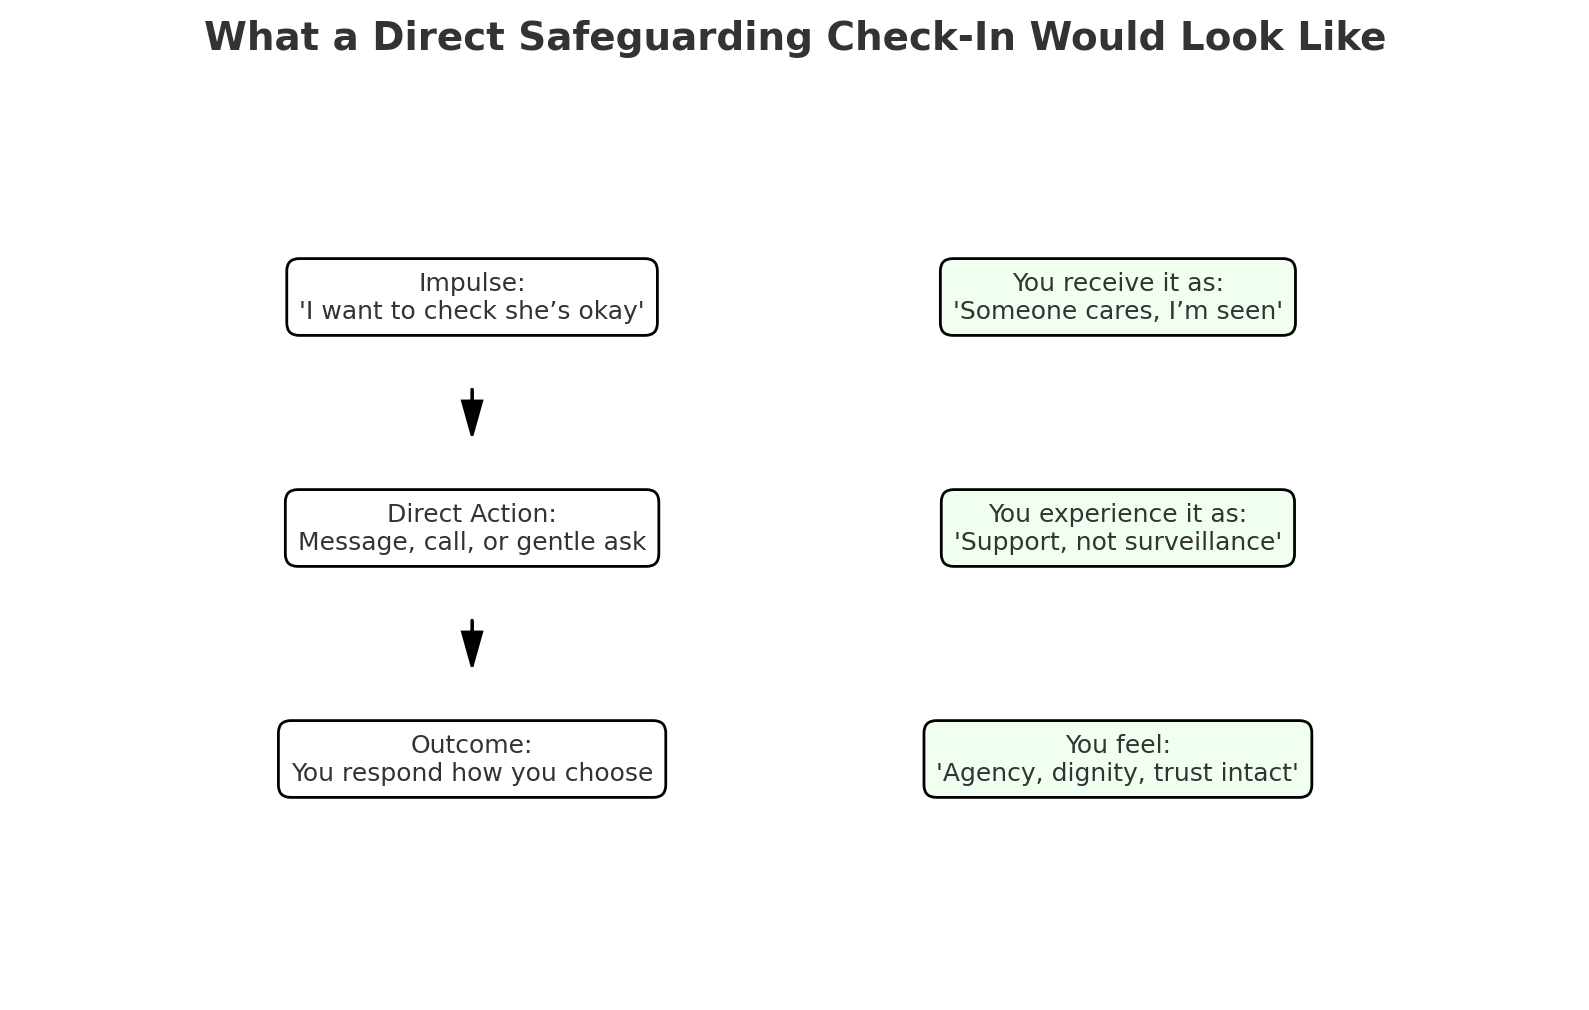 What a Direct Safeguarding Check-In Would Look Like
Impulse:
'I want to check she’s okay'
You receive it as:
'Someone cares, I’m seen'
Direct Action:
Message, call, or gentle ask
You experience it as:
'Support, not surveillance'
Outcome:
You respond how you choose
You feel:
'Agency, dignity, trust intact'